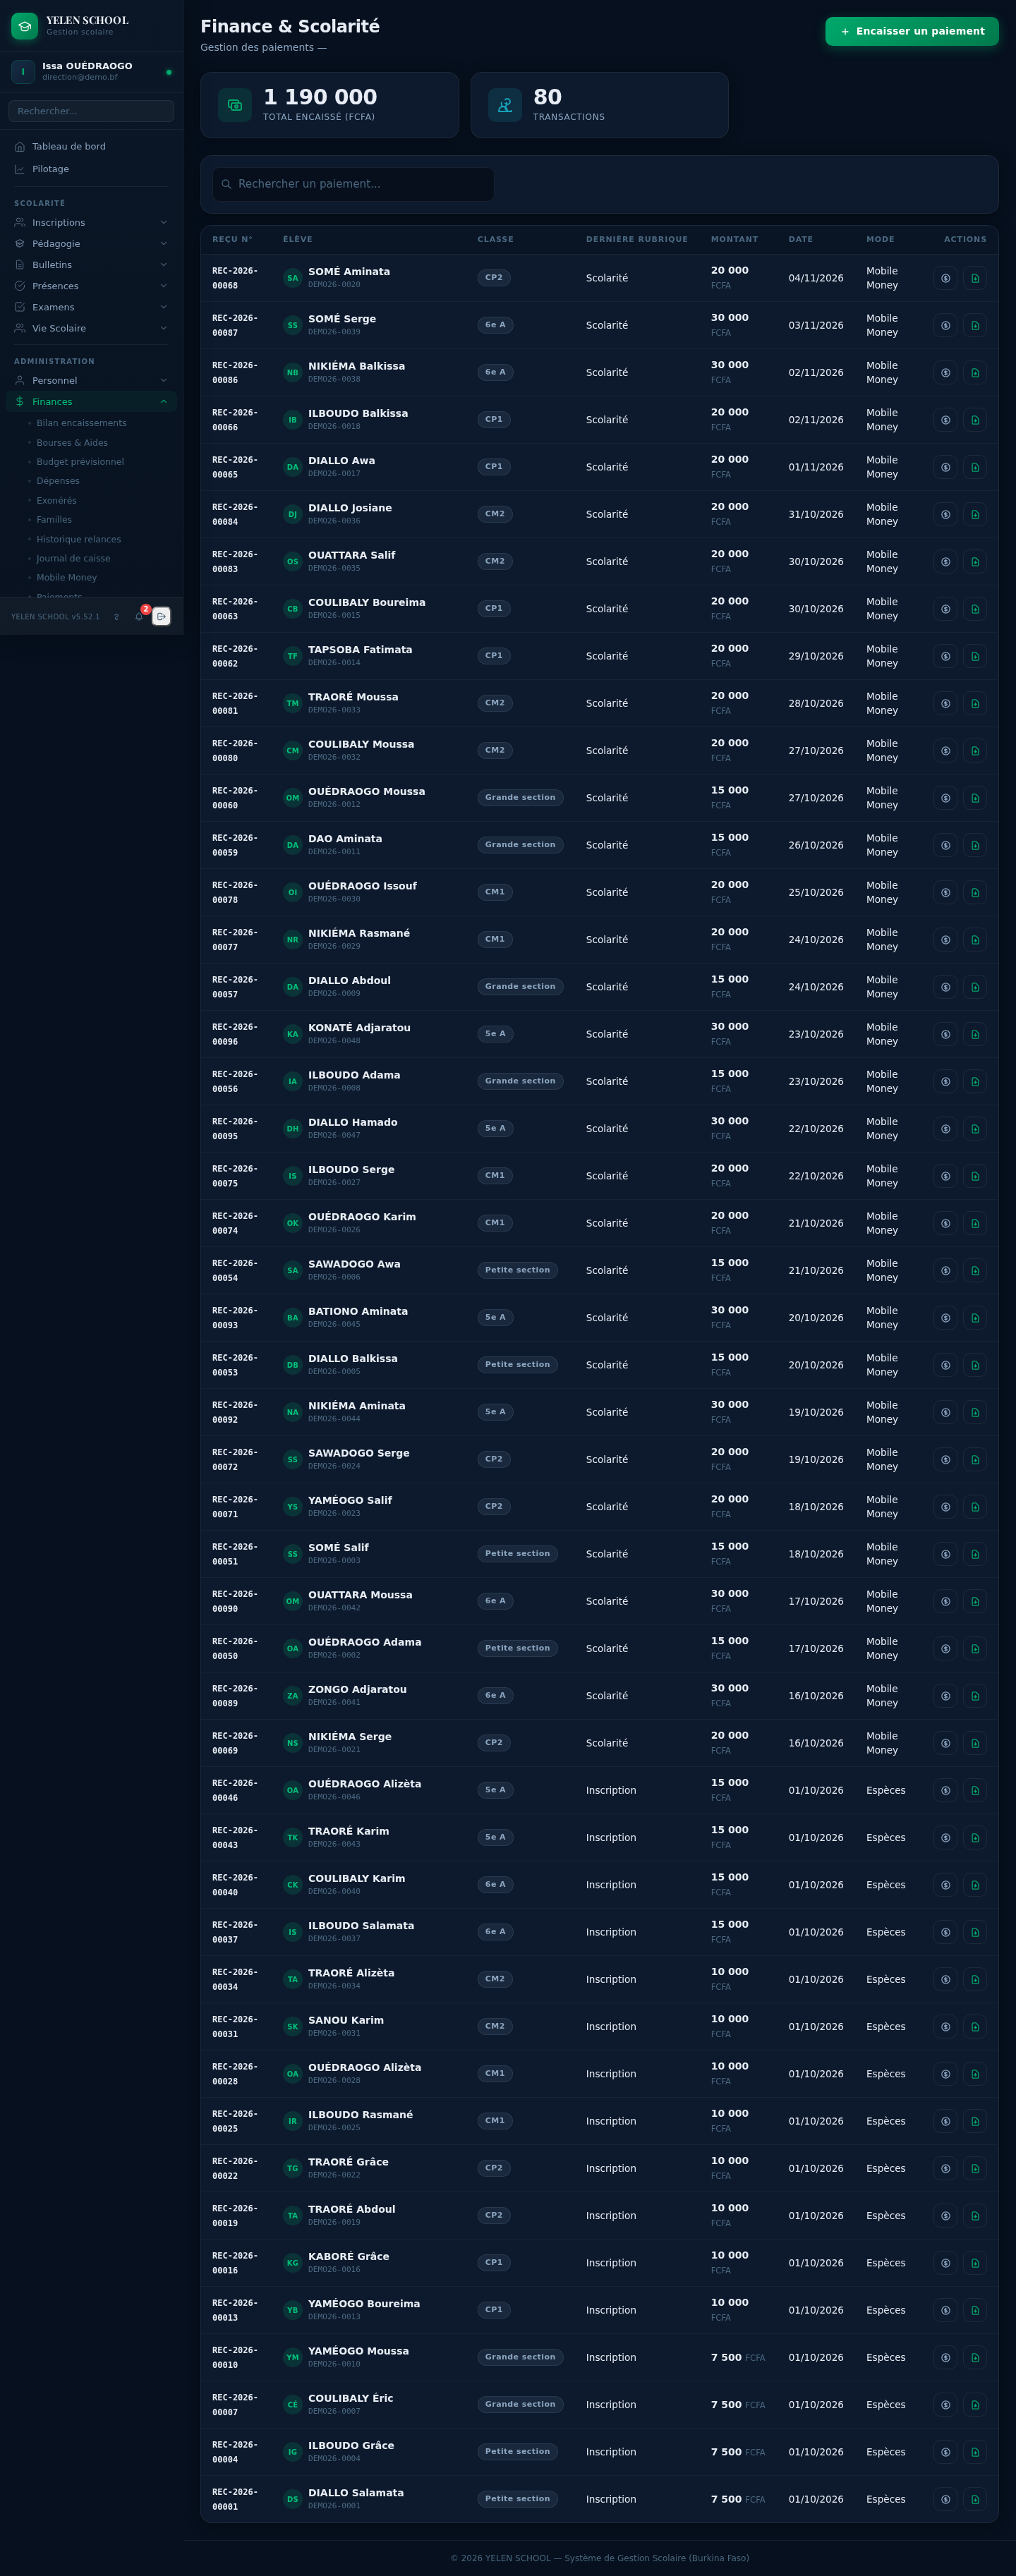 YELEN SCHOOL
Gestion scolaire
I
Issa OUÉDRAOGO
direction@demo.bf
Rechercher...
Tableau de bord
Pilotage
SCOLARITÉ
Inscriptions
Pédagogie
Bulletins
Présences
Examens
Vie Scolaire
ADMINISTRATION
Personnel
Finances
Bilan encaissements
Bourses & Aides
Budget prévisionnel
Dépenses
Exonérés
Familles
Historique relances
Journal de caisse
Mobile Money
Paiements
YELEN SCHOOL v5.52.1
2
Finance & Scolarité
Gestion des paiements —
+ Encaisser un paiement
1 190 000
TOTAL ENCAISSÉ (FCFA)
80
TRANSACTIONS
Rechercher un paiement...
REÇU N° ÉLÈVE CLASSE DERNIÈRE RUBRIQUE MONTANT DATE MODE ACTIONS
REC-2026-00068 SA SOMÉ Aminata DEMO26-0020 CP2 Scolarité 20 000 FCFA 04/11/2026 Mobile Money
REC-2026-00087 SS SOMÉ Serge DEMO26-0039 6e A Scolarité 30 000 FCFA 03/11/2026 Mobile Money
REC-2026-00086 NB NIKIÉMA Balkissa DEMO26-0038 6e A Scolarité 30 000 FCFA 02/11/2026 Mobile Money
REC-2026-00066 IB ILBOUDO Balkissa DEMO26-0018 CP1 Scolarité 20 000 FCFA 02/11/2026 Mobile Money
REC-2026-00065 DA DIALLO Awa DEMO26-0017 CP1 Scolarité 20 000 FCFA 01/11/2026 Mobile Money
REC-2026-00084 DJ DIALLO Josiane DEMO26-0036 CM2 Scolarité 20 000 FCFA 31/10/2026 Mobile Money
REC-2026-00083 OS OUATTARA Salif DEMO26-0035 CM2 Scolarité 20 000 FCFA 30/10/2026 Mobile Money
REC-2026-00063 CB COULIBALY Boureima DEMO26-0015 CP1 Scolarité 20 000 FCFA 30/10/2026 Mobile Money
REC-2026-00062 TF TAPSOBA Fatimata DEMO26-0014 CP1 Scolarité 20 000 FCFA 29/10/2026 Mobile Money
REC-2026-00081 TM TRAORÉ Moussa DEMO26-0033 CM2 Scolarité 20 000 FCFA 28/10/2026 Mobile Money
REC-2026-00080 CM COULIBALY Moussa DEMO26-0032 CM2 Scolarité 20 000 FCFA 27/10/2026 Mobile Money
REC-2026-00060 OM OUÉDRAOGO Moussa DEMO26-0012 Grande section Scolarité 15 000 FCFA 27/10/2026 Mobile Money
REC-2026-00059 DA DAO Aminata DEMO26-0011 Grande section Scolarité 15 000 FCFA 26/10/2026 Mobile Money
REC-2026-00078 OI OUÉDRAOGO Issouf DEMO26-0030 CM1 Scolarité 20 000 FCFA 25/10/2026 Mobile Money
REC-2026-00077 NR NIKIÉMA Rasmané DEMO26-0029 CM1 Scolarité 20 000 FCFA 24/10/2026 Mobile Money
REC-2026-00057 DA DIALLO Abdoul DEMO26-0009 Grande section Scolarité 15 000 FCFA 24/10/2026 Mobile Money
REC-2026-00096 KA KONATÉ Adjaratou DEMO26-0048 5e A Scolarité 30 000 FCFA 23/10/2026 Mobile Money
REC-2026-00056 IA ILBOUDO Adama DEMO26-0008 Grande section Scolarité 15 000 FCFA 23/10/2026 Mobile Money
REC-2026-00095 DH DIALLO Hamado DEMO26-0047 5e A Scolarité 30 000 FCFA 22/10/2026 Mobile Money
REC-2026-00075 IS ILBOUDO Serge DEMO26-0027 CM1 Scolarité 20 000 FCFA 22/10/2026 Mobile Money
REC-2026-00074 OK OUÉDRAOGO Karim DEMO26-0026 CM1 Scolarité 20 000 FCFA 21/10/2026 Mobile Money
REC-2026-00054 SA SAWADOGO Awa DEMO26-0006 Petite section Scolarité 15 000 FCFA 21/10/2026 Mobile Money
REC-2026-00093 BA BATIONO Aminata DEMO26-0045 5e A Scolarité 30 000 FCFA 20/10/2026 Mobile Money
REC-2026-00053 DB DIALLO Balkissa DEMO26-0005 Petite section Scolarité 15 000 FCFA 20/10/2026 Mobile Money
REC-2026-00092 NA NIKIÉMA Aminata DEMO26-0044 5e A Scolarité 30 000 FCFA 19/10/2026 Mobile Money
REC-2026-00072 SS SAWADOGO Serge DEMO26-0024 CP2 Scolarité 20 000 FCFA 19/10/2026 Mobile Money
REC-2026-00071 YS YAMÉOGO Salif DEMO26-0023 CP2 Scolarité 20 000 FCFA 18/10/2026 Mobile Money
REC-2026-00051 SS SOMÉ Salif DEMO26-0003 Petite section Scolarité 15 000 FCFA 18/10/2026 Mobile Money
REC-2026-00090 OM OUATTARA Moussa DEMO26-0042 6e A Scolarité 30 000 FCFA 17/10/2026 Mobile Money
REC-2026-00050 OA OUÉDRAOGO Adama DEMO26-0002 Petite section Scolarité 15 000 FCFA 17/10/2026 Mobile Money
REC-2026-00089 ZA ZONGO Adjaratou DEMO26-0041 6e A Scolarité 30 000 FCFA 16/10/2026 Mobile Money
REC-2026-00069 NS NIKIÉMA Serge DEMO26-0021 CP2 Scolarité 20 000 FCFA 16/10/2026 Mobile Money
REC-2026-00046 OA OUÉDRAOGO Alizèta DEMO26-0046 5e A Inscription 15 000 FCFA 01/10/2026 Espèces
REC-2026-00043 TK TRAORÉ Karim DEMO26-0043 5e A Inscription 15 000 FCFA 01/10/2026 Espèces
REC-2026-00040 CK COULIBALY Karim DEMO26-0040 6e A Inscription 15 000 FCFA 01/10/2026 Espèces
REC-2026-00037 IS ILBOUDO Salamata DEMO26-0037 6e A Inscription 15 000 FCFA 01/10/2026 Espèces
REC-2026-00034 TA TRAORÉ Alizèta DEMO26-0034 CM2 Inscription 10 000 FCFA 01/10/2026 Espèces
REC-2026-00031 SK SANOU Karim DEMO26-0031 CM2 Inscription 10 000 FCFA 01/10/2026 Espèces
REC-2026-00028 OA OUÉDRAOGO Alizèta DEMO26-0028 CM1 Inscription 10 000 FCFA 01/10/2026 Espèces
REC-2026-00025 IR ILBOUDO Rasmané DEMO26-0025 CM1 Inscription 10 000 FCFA 01/10/2026 Espèces
REC-2026-00022 TG TRAORÉ Grâce DEMO26-0022 CP2 Inscription 10 000 FCFA 01/10/2026 Espèces
REC-2026-00019 TA TRAORÉ Abdoul DEMO26-0019 CP2 Inscription 10 000 FCFA 01/10/2026 Espèces
REC-2026-00016 KG KABORÉ Grâce DEMO26-0016 CP1 Inscription 10 000 FCFA 01/10/2026 Espèces
REC-2026-00013 YB YAMÉOGO Boureima DEMO26-0013 CP1 Inscription 10 000 FCFA 01/10/2026 Espèces
REC-2026-00010 YM YAMÉOGO Moussa DEMO26-0010 Grande section Inscription 7 500 FCFA 01/10/2026 Espèces
REC-2026-00007 CÉ COULIBALY Éric DEMO26-0007 Grande section Inscription 7 500 FCFA 01/10/2026 Espèces
REC-2026-00004 IG ILBOUDO Grâce DEMO26-0004 Petite section Inscription 7 500 FCFA 01/10/2026 Espèces
REC-2026-00001 DS DIALLO Salamata DEMO26-0001 Petite section Inscription 7 500 FCFA 01/10/2026 Espèces
© 2026 YELEN SCHOOL — Système de Gestion Scolaire (Burkina Faso)